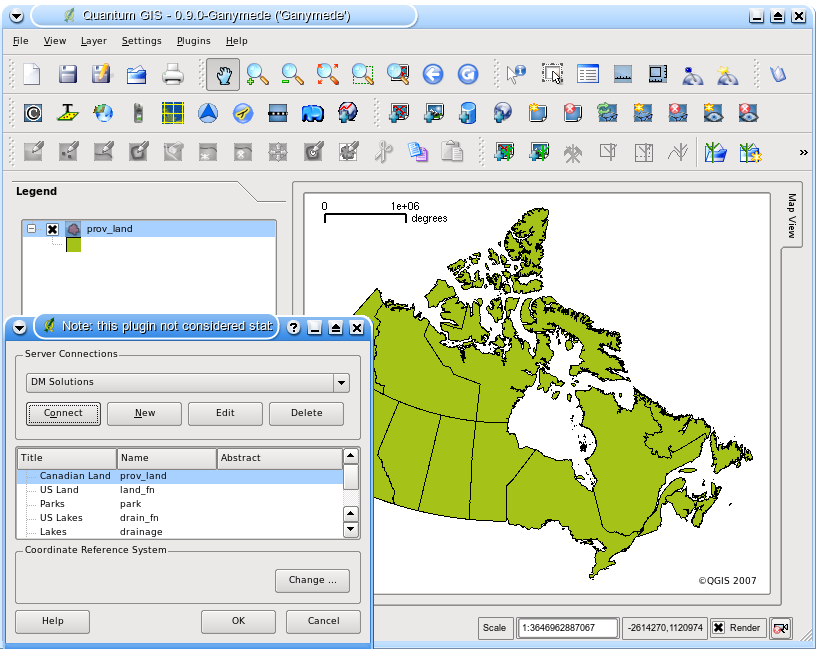 Quantum GIS - 0.9.0-Ganymede ('Ganymede')
File View Layer Settings Plugins Help
Legend
prov_land
0 1e+06
degrees
Map View
©QGIS 2007
Note: this plugin not considered stab
Server Connections
DM Solutions
Connect New Edit Delete
Title Name Abstract
Canadian Land prov_land
US Land land_fn
Parks park
US Lakes drain_fn
Lakes drainage
Coordinate Reference System
Change ...
Help OK Cancel
Scale 1:3646962887067 -2614270,1120974 Render